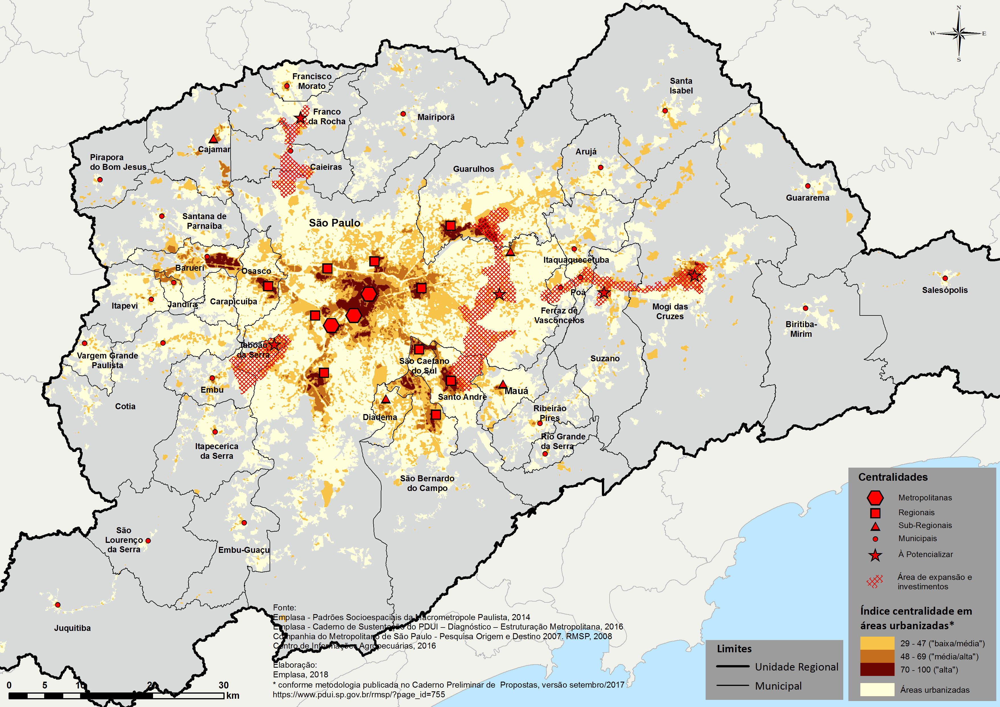 N
W
E
S
Francisco
Morato
Franco
da Rocha
Mairiporã
Santa
Isabel
Cajamar
Pirapora
do Bom Jesus
Caieiras
Guarulhos
Arujá
Guararema
Santana de
Parnaíba
São Paulo
Barueri
Osasco
Itaquaquecetuba
Itapevi
Jandira
Carapicuíba
Poá
Ferraz de
Vasconcelos
Mogi das
Cruzes
Salesópolis
Biritiba-
Mirim
Vargem Grande
Paulista
Taboão
da Serra
São Caetano
do Sul
Suzano
Embu
Santo André
Mauá
Cotia
Diadema
Ribeirão
Pires
Rio Grande
da Serra
Itapecerica
da Serra
São Bernardo
do Campo
São
Lourenço
da Serra
Embu-Guaçu
Juquitiba
Fonte:
Emplasa - Padrões Socioespaciais da Macrometropole Paulista, 2014
Emplasa - Caderno de Sustentação do PDUI – Diagnóstico – Estruturação Metropolitana, 2016
Companhia do Metropolitano de São Paulo - Pesquisa Origem e Destino 2007. RMSP, 2008
Centro de Informações Agropecuárias, 2016
Elaboração:
Emplasa, 2018
* conforme metodologia publicada no Caderno Preliminar de Propostas, versão setembro/2017
https://www.pdui.sp.gov.br/rmsp/?page_id=755
0 5 10 20 30
km
Limites
Unidade Regional
Municipal
Centralidades
Metropolitanas
Regionais
Sub-Regionais
Municipais
À Potencializar
Área de expansão e
investimentos
Índice centralidade em
áreas urbanizadas*
29 - 47 ("baixa/média")
48 - 69 ("média/alta")
70 - 100 ("alta")
Áreas urbanizadas